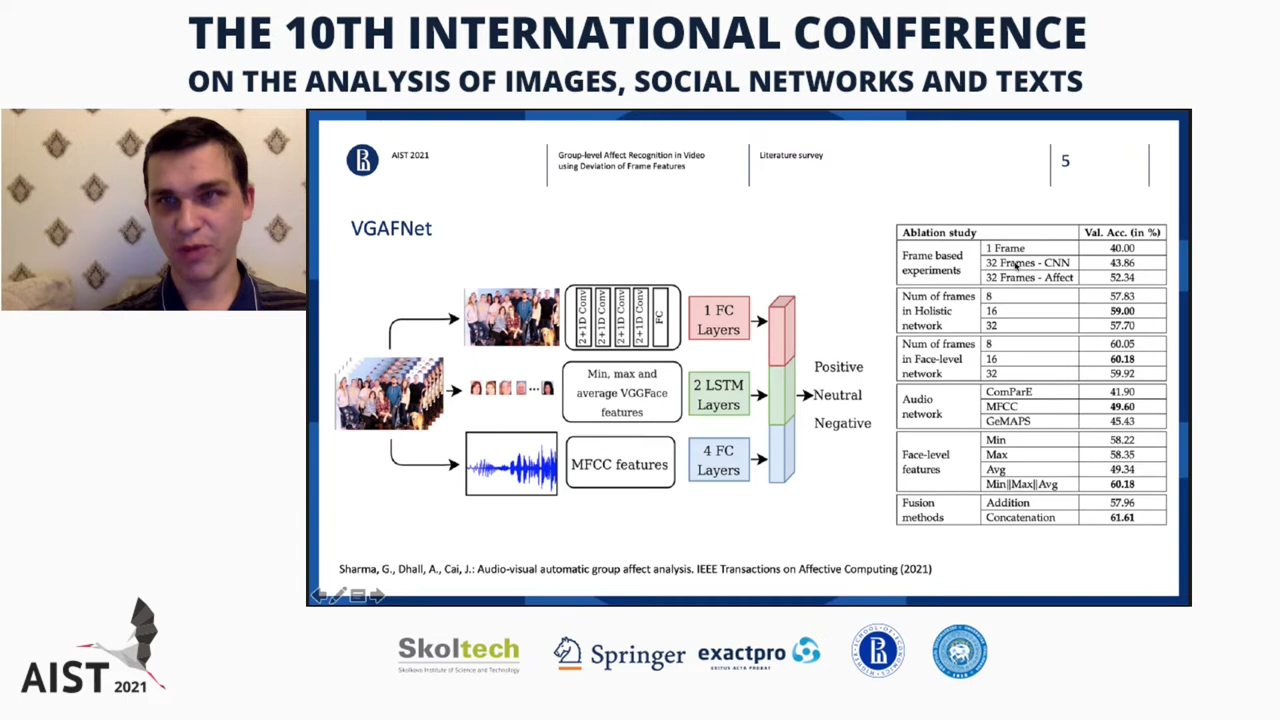 THE 10TH INTERNATIONAL CONFERENCE
ON THE ANALYSIS OF IMAGES, SOCIAL NETWORKS AND TEXTS
AIST 2021
Group-level Affect Recognition in Video
using Deviation of Frame Features
Literature survey
5
VGAFNet
2+1D Conv
2+1D Conv
2+1D Conv
2+1D Conv
FC
1 FC
Layers
Min, max and
average VGGFace
features
2 LSTM
Layers
MFCC features
4 FC
Layers
Positive
Neutral
Negative
Ablation study Val. Acc. (in %)
Frame based
experiments
1 Frame 40.00
32 Frames - CNN 43.86
32 Frames - Affect 52.34
Num of frames
in Holistic
network
8 57.83
16 59.00
32 57.70
Num of frames
in Face-level
network
8 60.05
16 60.18
32 59.92
Audio
network
ComParE 41.90
MFCC 49.60
GeMAPS 45.43
Face-level
features
Min 58.22
Max 58.35
Avg 49.34
Min||Max||Avg 60.18
Fusion
methods
Addition 57.96
Concatenation 61.61
Sharma, G., Dhall, A., Cai, J.: Audio-visual automatic group affect analysis. IEEE Transactions on Affective Computing (2021)
AIST 2021
Skoltech
Skolkovo Institute of Science and Technology
Springer
exactpro
EXITUS ACTA PROBAT